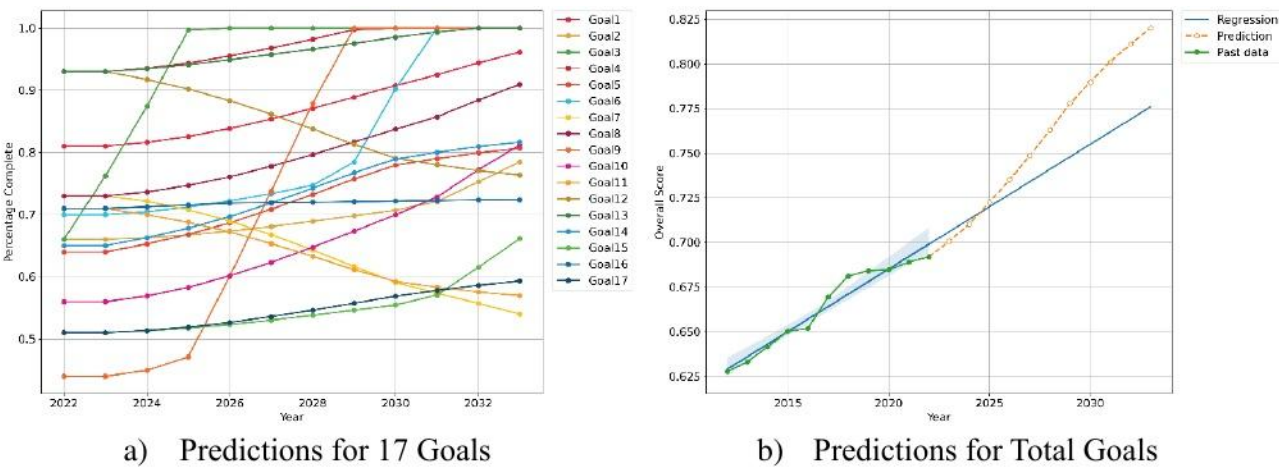 1.0
0.9
0.8
0.7
0.6
0.5
Percentage Complete
2022 2024 2026 2028 2030 2032
Year
Goal1
Goal2
Goal3
Goal4
Goal5
Goal6
Goal7
Goal8
Goal9
Goal10
Goal11
Goal12
Goal13
Goal14
Goal15
Goal16
Goal17
a) Predictions for 17 Goals
0.825
0.800
0.775
0.750
0.725
0.700
0.675
0.650
0.625
Overall Score
2015 2020 2025 2030
Year
Regression
Prediction
Past data
b) Predictions for Total Goals